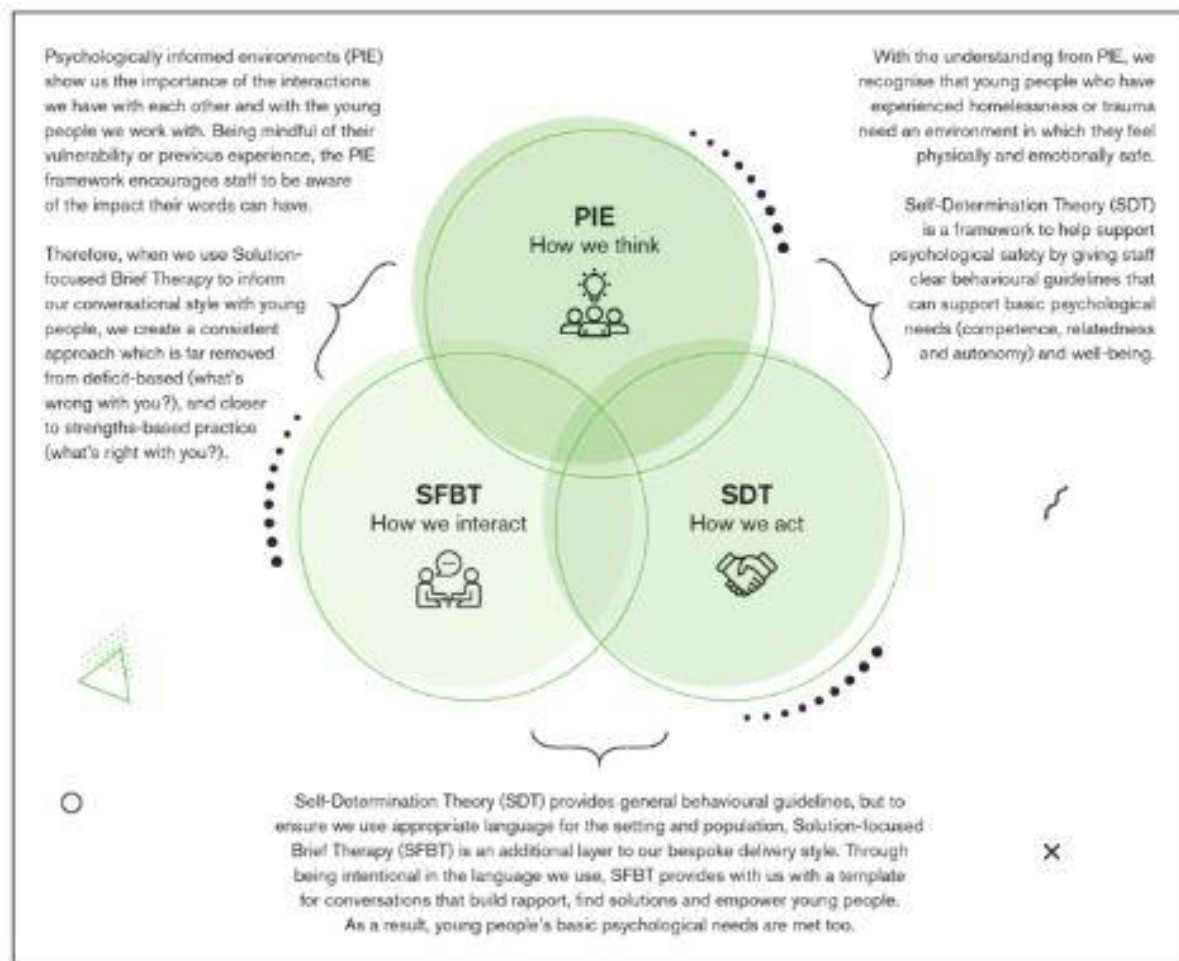 Psychologically informed environments (PIE)
show us the importance of the interactions
we have with each other and with the young
people we work with. Being mindful of their
vulnerability or previous experience, the PIE
framework encourages staff to be aware
of the impact their words can have.
Therefore, when we use Solution-
focused Brief Therapy to inform
our conversational style with young
people, we create a consistent
approach which is far removed
from deficit-based (what's
wrong with you?), and closer
to strengths-based practice
(what's right with you?).
With the understanding from PIE, we
recognise that young people who have
experienced homelessness or trauma
need an environment in which they feel
physically and emotionally safe.
Self-Determination Theory (SDT)
is a framework to help support
psychological safety by giving staff
clear behavioural guidelines that
can support basic psychological
needs (competence, relatedness
and autonomy) and well-being.
PIE
How we think
SFBT
How we interact
SDT
How we act
Self-Determination Theory (SDT) provides general behavioural guidelines, but to
ensure we use appropriate language for the setting and population, Solution-focused
Brief Therapy (SFBT) is an additional layer to our bespoke delivery style. Through
being intentional in the language we use, SFBT provides with us with a template
for conversations that build rapport, find solutions and empower young people.
As a result, young people's basic psychological needs are met too.